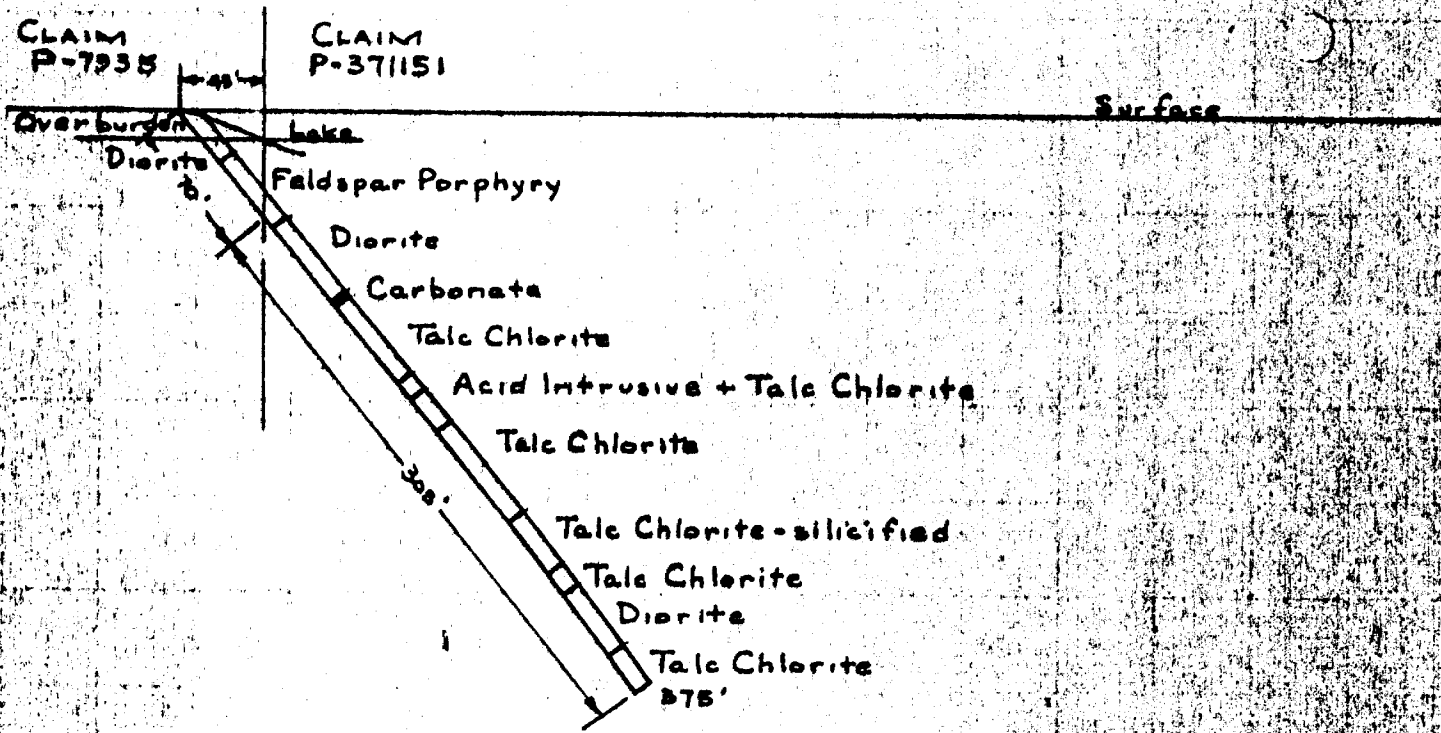 CLAIM
P-7935
CLAIM
P-371151
Surface
Overburden
Lake
Diorite
Feldspar Porphyry
Diorite
Carbonate
Talc Chlorite
Acid Intrusive + Talc Chlorite
Talc Chlorite
308'
Talc Chlorite - silicified
Talc Chlorite
Diorite
Talc Chlorite
375'